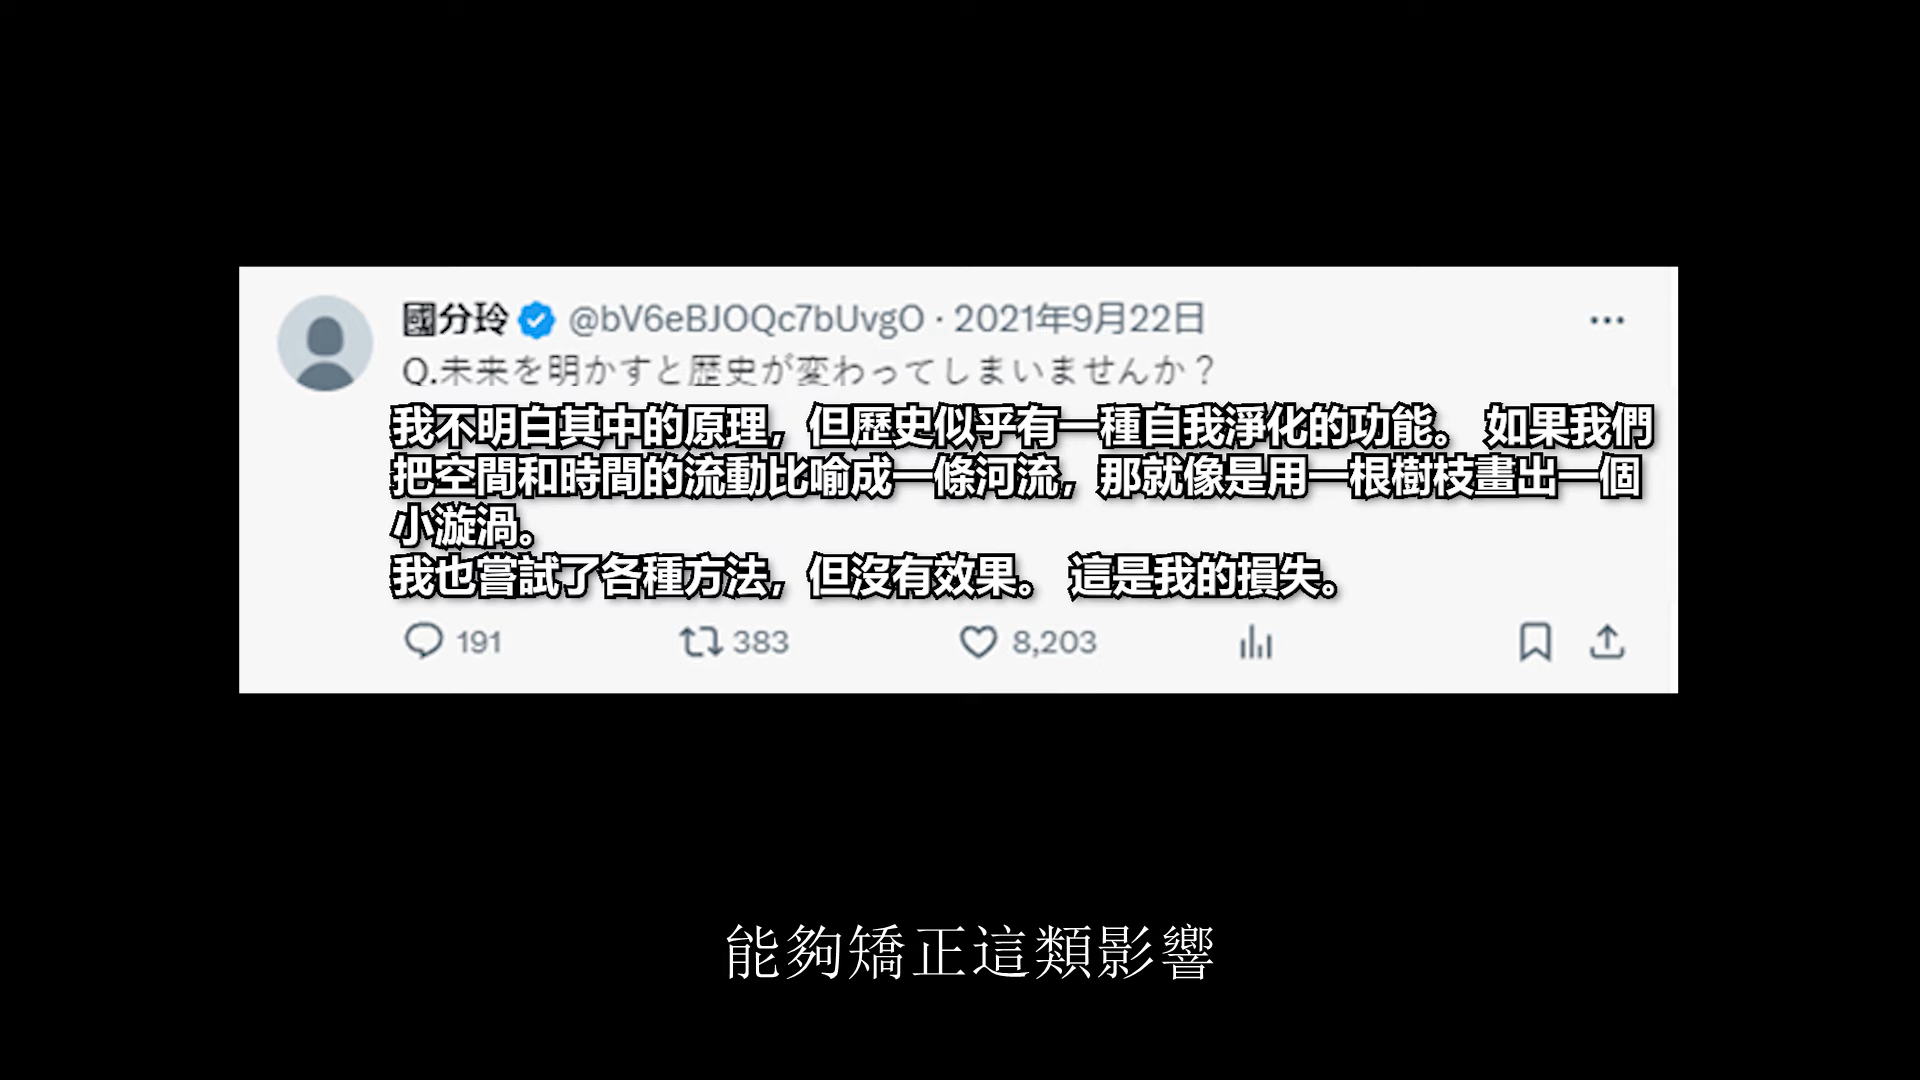 國分玲 @bV6eBJOQc7bUvgO · 2021年9月22日
Q.未来を明かすと歴史が変わってしまいませんか？
我不明白其中的原理，但歷史似乎有一種自我淨化的功能。 如果我們
把空間和時間的流動比喻成一條河流，那就像是用一根樹枝畫出一個
小漩渦。
我也嘗試了各種方法，但沒有效果。 這是我的損失。
191 383 8,203
能夠矯正這類影響